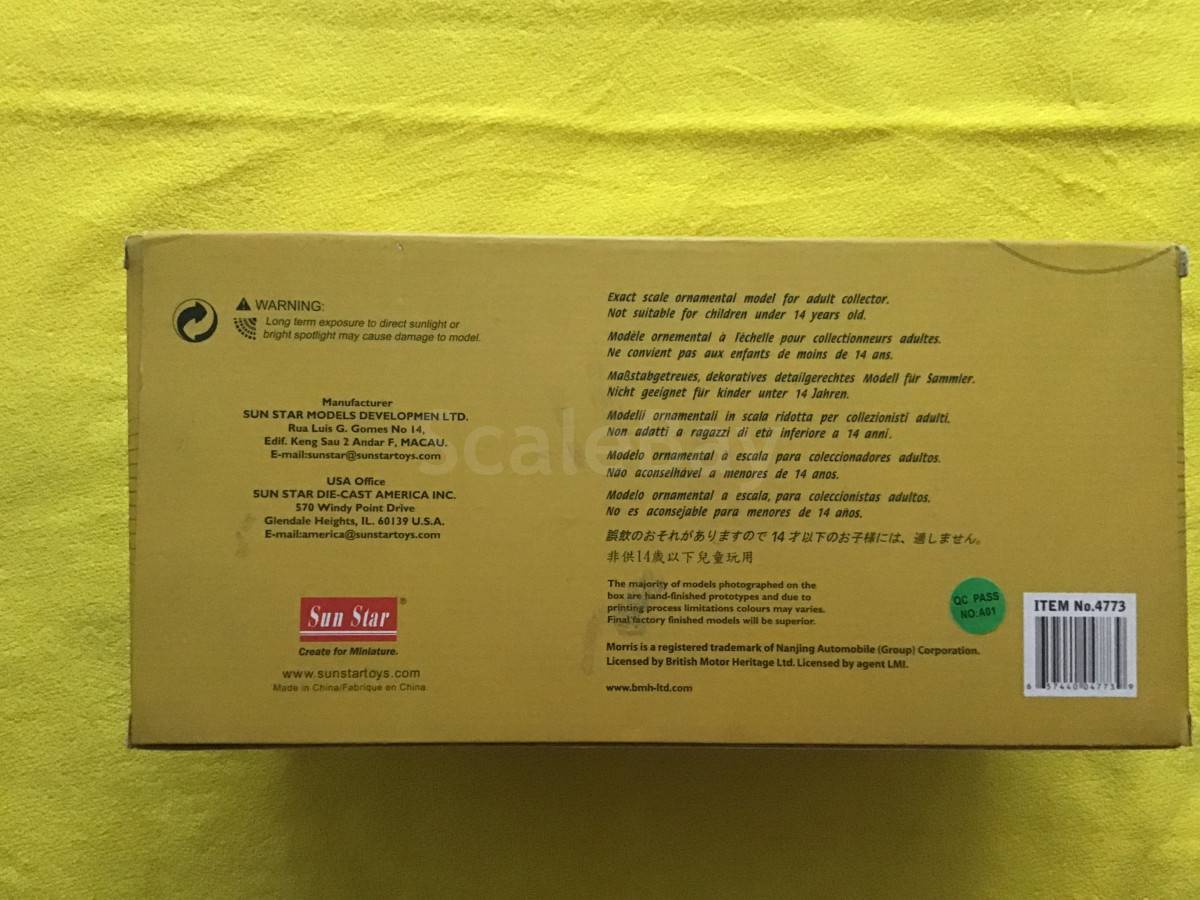 WARNING:
Long term exposure to direct sunlight or
bright spotlight may cause damage to model.
Manufacturer
SUN STAR MODELS DEVELOPMEN LTD.
Rua Luis G. Gomes No 14,
Edif. Keng Sau 2 Andar F, MACAU.
E-mail:sunstar@sunstartoys.com
USA Office
SUN STAR DIE-CAST AMERICA INC.
570 Windy Point Drive
Glendale Heights, IL. 60139 U.S.A.
E-mail:america@sunstartoys.com
Sun Star®
Create for Miniature.
www.sunstartoys.com
Made in China/Fabrique en China
Exact scale ornamental model for adult collector.
Not suitable for children under 14 years old.
Modèle ornemental à l'échelle pour collectionneurs adultes.
Ne convient pas aux enfants de moins de 14 ans.
Maßstabgetreues, dekoratives detailgerechtes Modell für Sammler.
Nicht geeignet für kinder unter 14 Jahren.
Modelii ornamentali in scala ridotta per collezionisti adulti.
Non adatti a ragazzi di età inferiore a 14 anni.
Modelo ornamental à escala para coleccionadores adultos.
Não aconselhável a menores de 14 anos.
Modelo ornamental a escala, para coleccionistas adultos.
No es aconsejable para menores de 14 años.
誤飲のおそれがありますので 14 才以下のお子様には、適しません。
非供14歲以下兒童玩用
The majority of models photographed on the
box are hand-finished prototypes and due to
printing process limitations colours may varies.
Final factory finished models will be superior.
Morris is a registered trademark of Nanjing Automobile (Group) Corporation.
Licensed by British Motor Heritage Ltd. Licensed by agent LMI.
www.bmh-ltd.com
QC PASS
NO:A01
ITEM No.4773
6 57440 04773 9